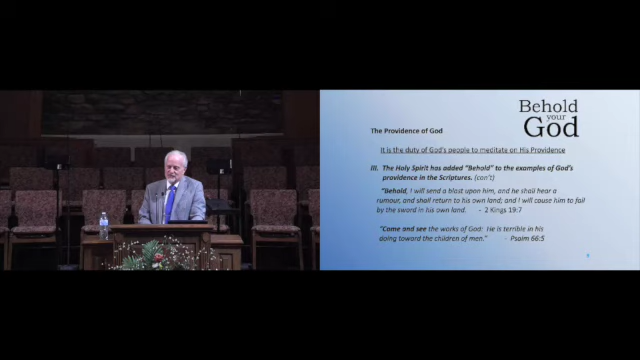 Behold
your
God
The Providence of God
It is the duty of God's people to meditate on His Providence
III. The Holy Spirit has added "Behold" to the examples of God's
providence in the Scriptures. (con't)
"Behold, I will send a blast upon him, and he shall hear a
rumour, and shall return to his own land; and I will cause him to fall
by the sword in his own land. - 2 Kings 19:7
"Come and see the works of God: He is terrible in his
doing toward the children of men." - Psalm 66:5